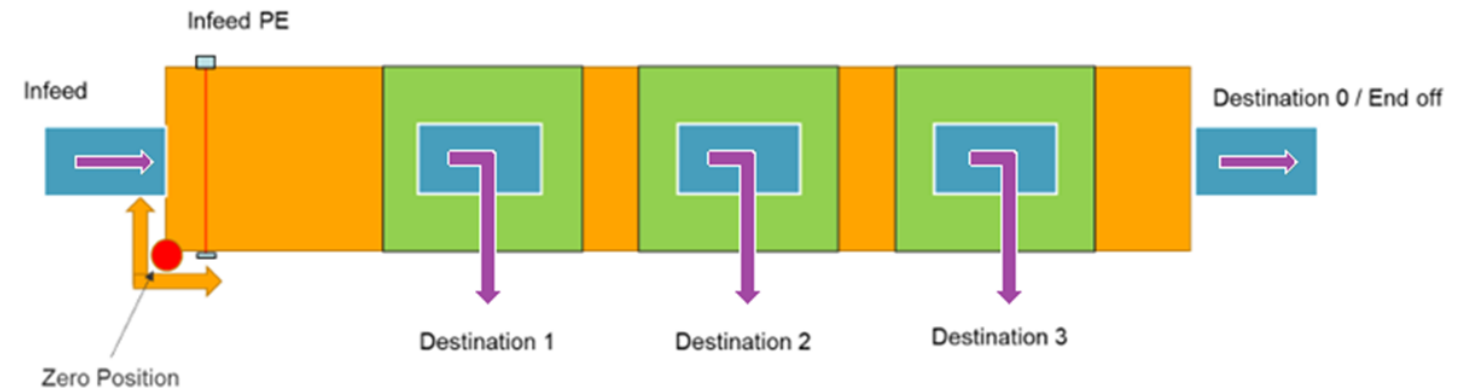 Infeed PE
Infeed
Destination 0 / End off
Destination 1
Destination 2
Destination 3
Zero Position